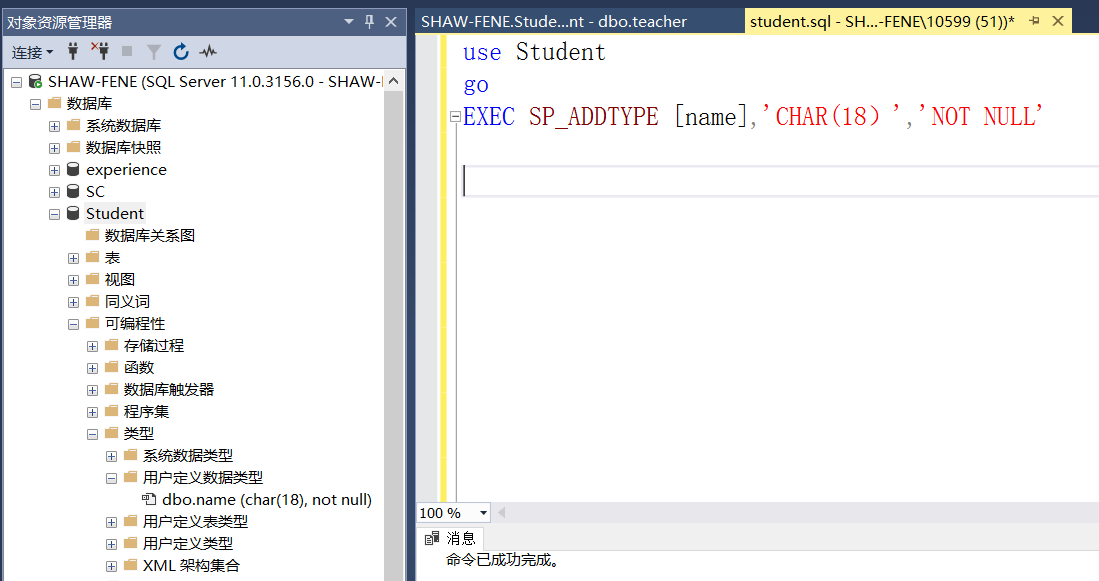 对象资源管理器
连接
SHAW-FENE (SQL Server 11.0.3156.0 - SHAW-
数据库
系统数据库
数据库快照
experience
SC
Student
数据库关系图
表
视图
同义词
可编程性
存储过程
函数
数据库触发器
程序集
类型
系统数据类型
用户定义数据类型
dbo.name (char(18), not null)
用户定义表类型
用户定义类型
XML 架构集合
SHAW-FENE.Stude...nt - dbo.teacher
student.sql - SH...-FENE\10599 (51))*
use Student
go
EXEC SP_ADDTYPE [name],'CHAR(18）','NOT NULL'
100 %
消息
命令已成功完成。